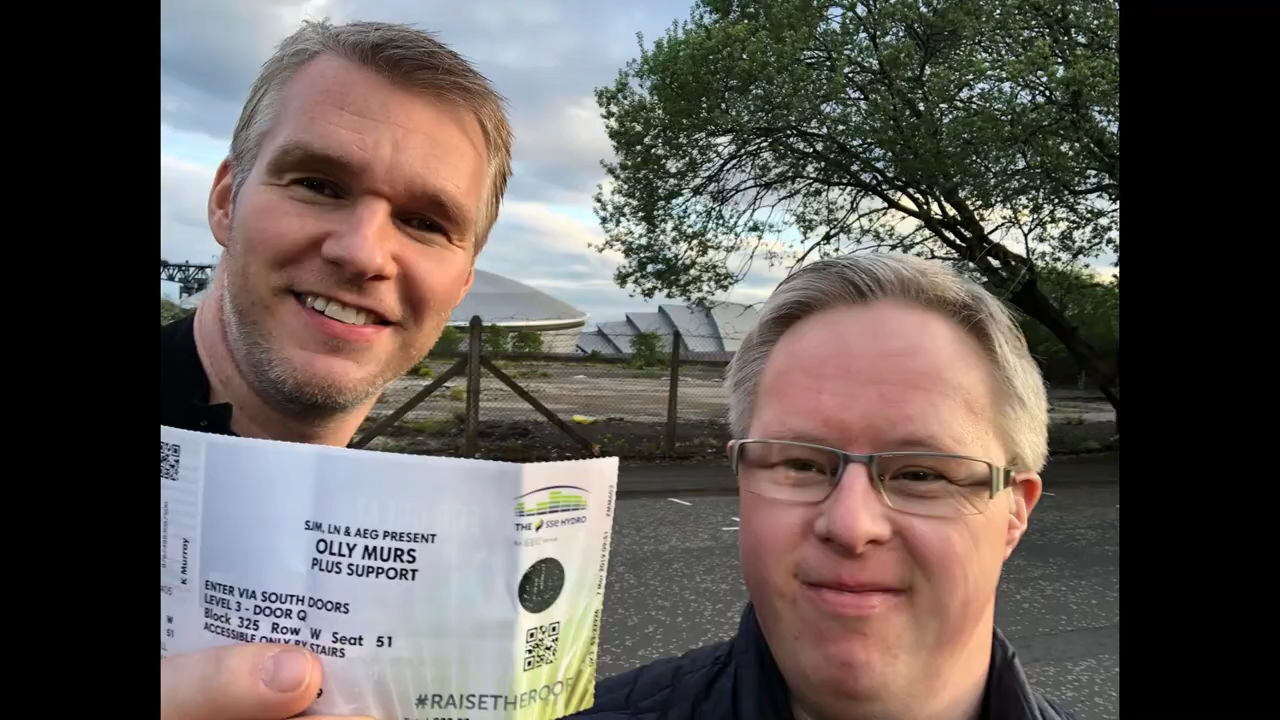 SJM, LN & AEG PRESENT
OLLY MURS
PLUS SUPPORT
ENTER VIA SOUTH DOORS
LEVEL 3 - DOOR Q
Block 325 Row W Seat 51
ACCESSIBLE ONLY BY STAIRS
#RAISETHEROOF
THE SSE HYDRO
K Murray
W
51